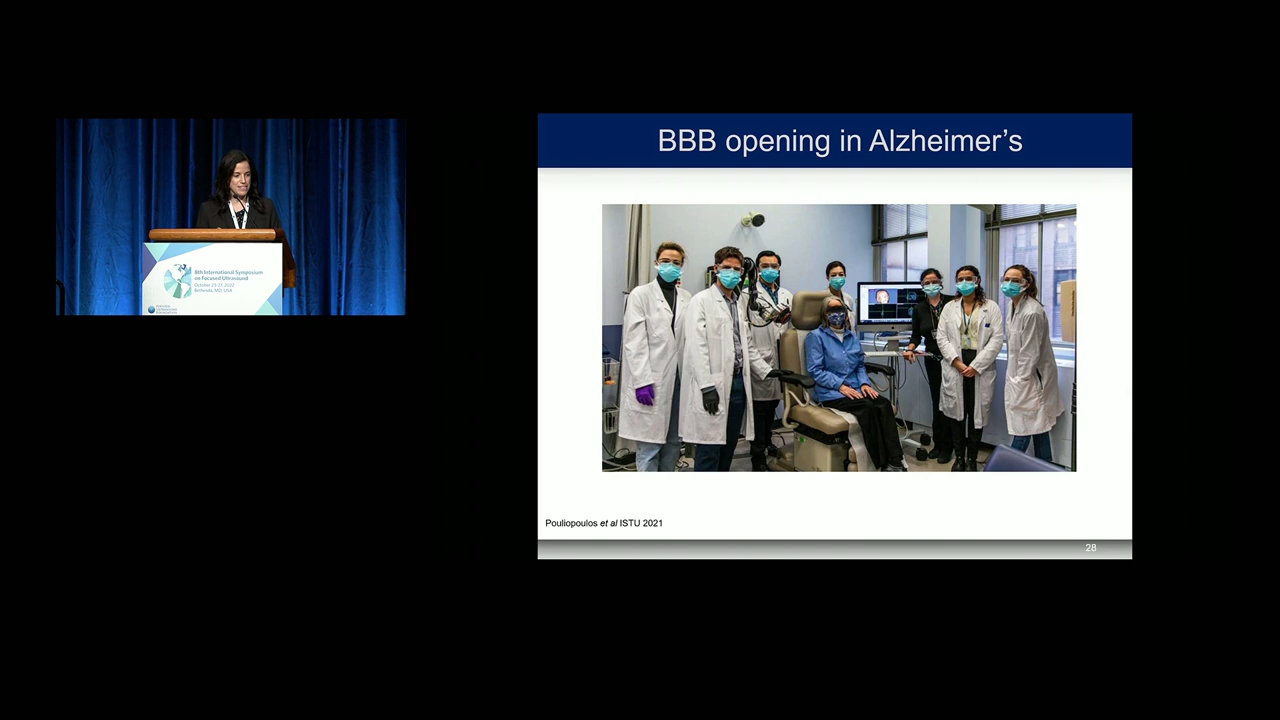 8th International Symposium
on Focused Ultrasound
October 23-27, 2022
Bethesda, MD, USA
BBB opening in Alzheimer's
Pouliopoulos et al ISTU 2021
28